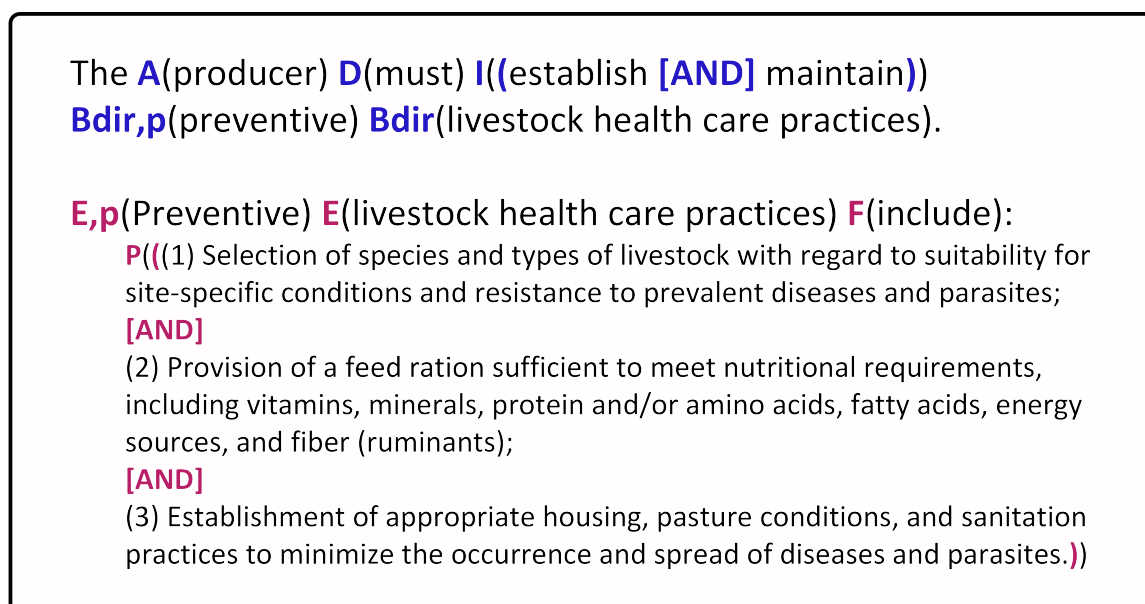 The A(producer) D(must) I((establish [AND] maintain))
Bdir,p(preventive) Bdir(livestock health care practices).
E,p(Preventive) E(livestock health care practices) F(include):
P(((1) Selection of species and types of livestock with regard to suitability for
site-specific conditions and resistance to prevalent diseases and parasites;
[AND]
(2) Provision of a feed ration sufficient to meet nutritional requirements,
including vitamins, minerals, protein and/or amino acids, fatty acids, energy
sources, and fiber (ruminants);
[AND]
(3) Establishment of appropriate housing, pasture conditions, and sanitation
practices to minimize the occurrence and spread of diseases and parasites.))